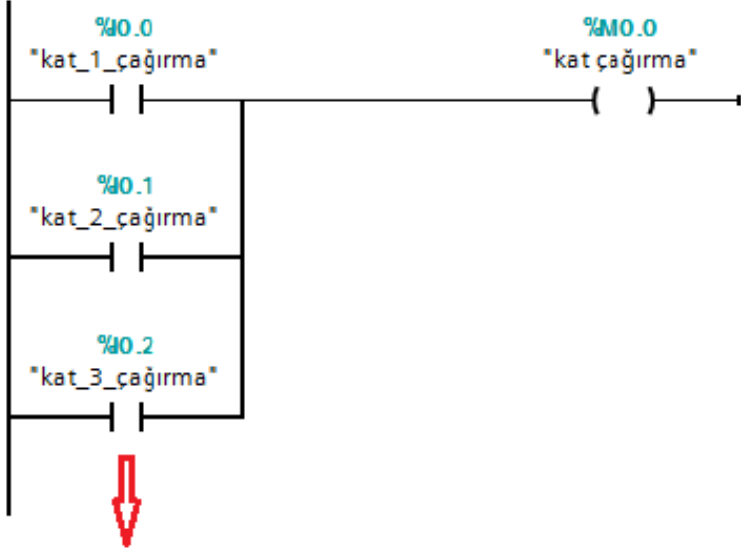 %I0.0
"kat_1_çağırma"
%M0.0
"kat çağırma"
%I0.1
"kat_2_çağırma"
%I0.2
"kat_3_çağırma"